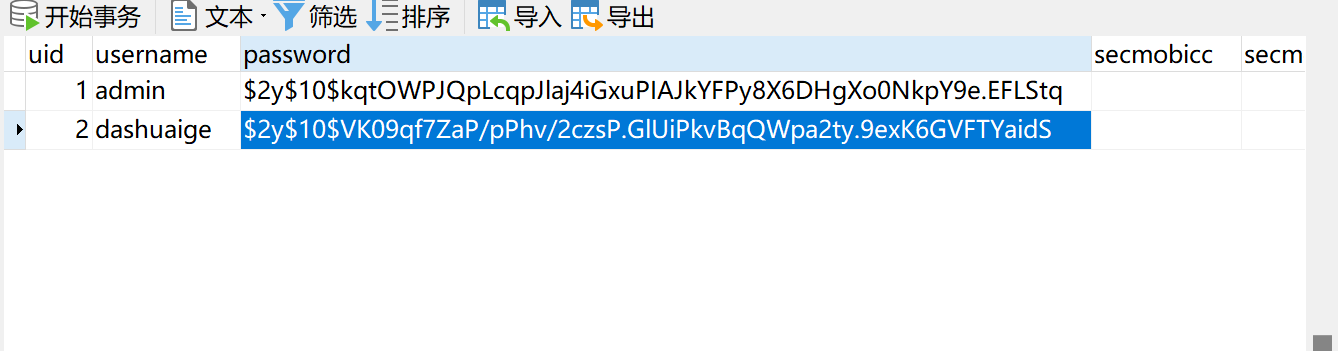 开始事务 文本 筛选 排序 导入 导出
uid username password secmobicc secm
1 admin $2y$10$kqtOWPJQpLcqpJlaj4iGxuPIAJkYFPy8X6DHgXo0NkpY9e.EFLStq
2 dashuaige $2y$10$VK09qf7ZaP/pPhv/2czsP.GlUiPkvBqQWpa2ty.9exK6GVFTYaidS